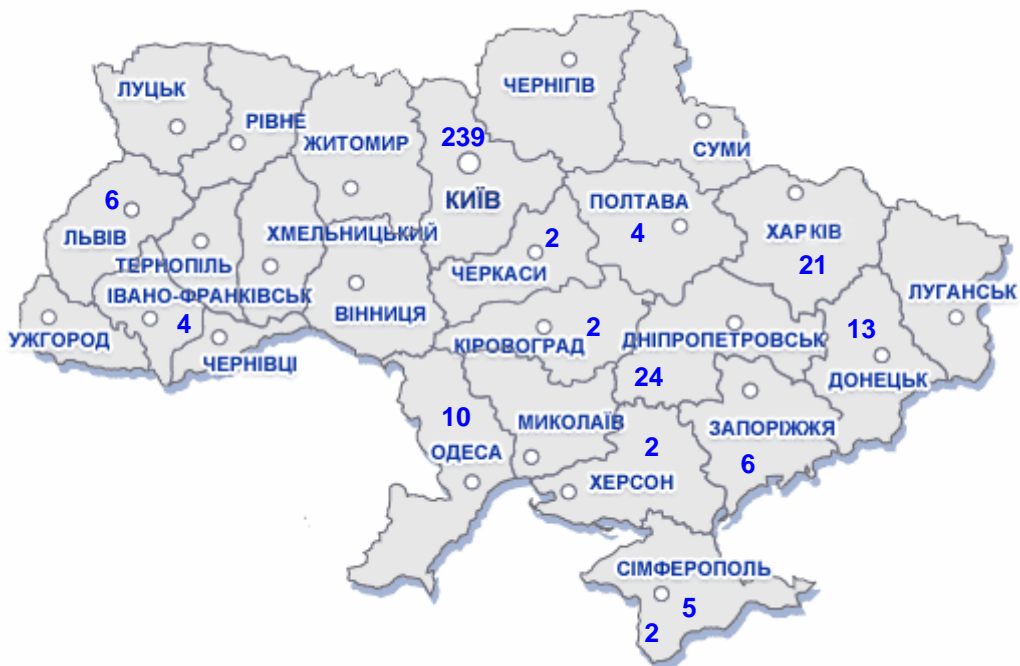 ЧЕРНІГІВ
ЛУЦЬК
РІВНЕ
ЖИТОМИР
239
СУМИ
КИЇВ
ПОЛТАВА
6
ЛЬВІВ
ХМЕЛЬНИЦЬКИЙ
2
4
ХАРКІВ
ТЕРНОПІЛЬ
ЧЕРКАСИ
21
ІВАНО-ФРАНКІВСЬК
ЛУГАНСЬК
4
ВІННИЦЯ
2
13
УЖГОРОД
КІРОВОГРАД
ДНІПРОПЕТРОВСЬК
ЧЕРНІВЦІ
24
ДОНЕЦЬК
10
МИКОЛАЇВ
ЗАПОРІЖЖЯ
ОДЕСА
2
6
ХЕРСОН
СІМФЕРОПОЛЬ
5
2